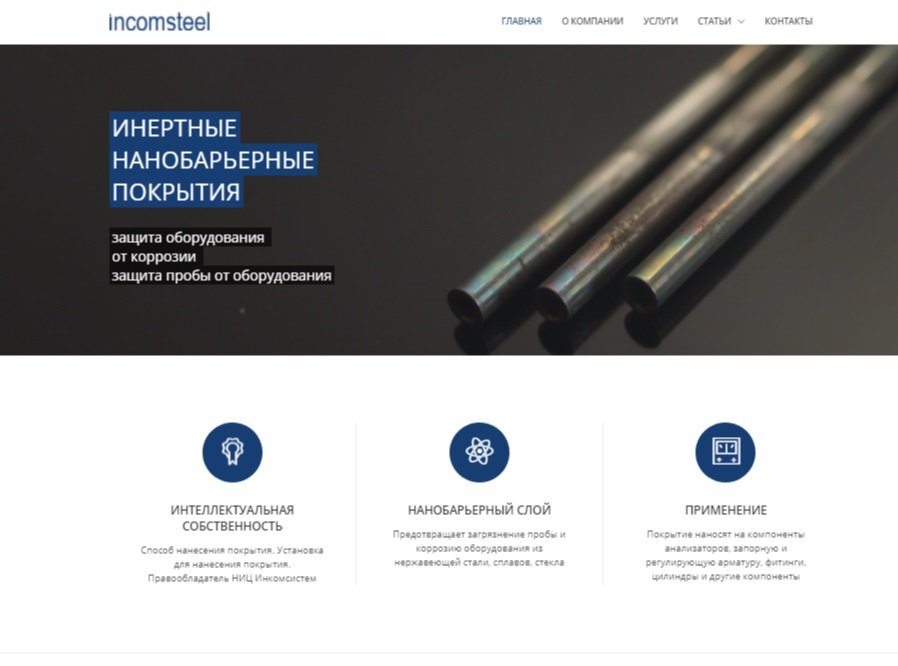 incomsteel
ГЛАВНАЯ О КОМПАНИИ УСЛУГИ СТАТЬИ КОНТАКТЫ
ИНЕРТНЫЕ
НАНОБАРЬЕРНЫЕ
ПОКРЫТИЯ
защита оборудования
от коррозии
защита пробы от оборудования
ИНТЕЛЛЕКТУАЛЬНАЯ
СОБСТВЕННОСТЬ
Способ нанесения покрытия. Установка
для нанесения покрытия.
Правообладатель НИЦ Инкомсистем
НАНОБАРЬЕРНЫЙ СЛОЙ
Предотвращает загрязнение пробы и
коррозию оборудования из
нержавеющей стали, сплавов, стекла
ПРИМЕНЕНИЕ
Покрытие наносят на компоненты
анализаторов, запорную и
регулирующую арматуру, фитинги,
цилиндры и другие компоненты